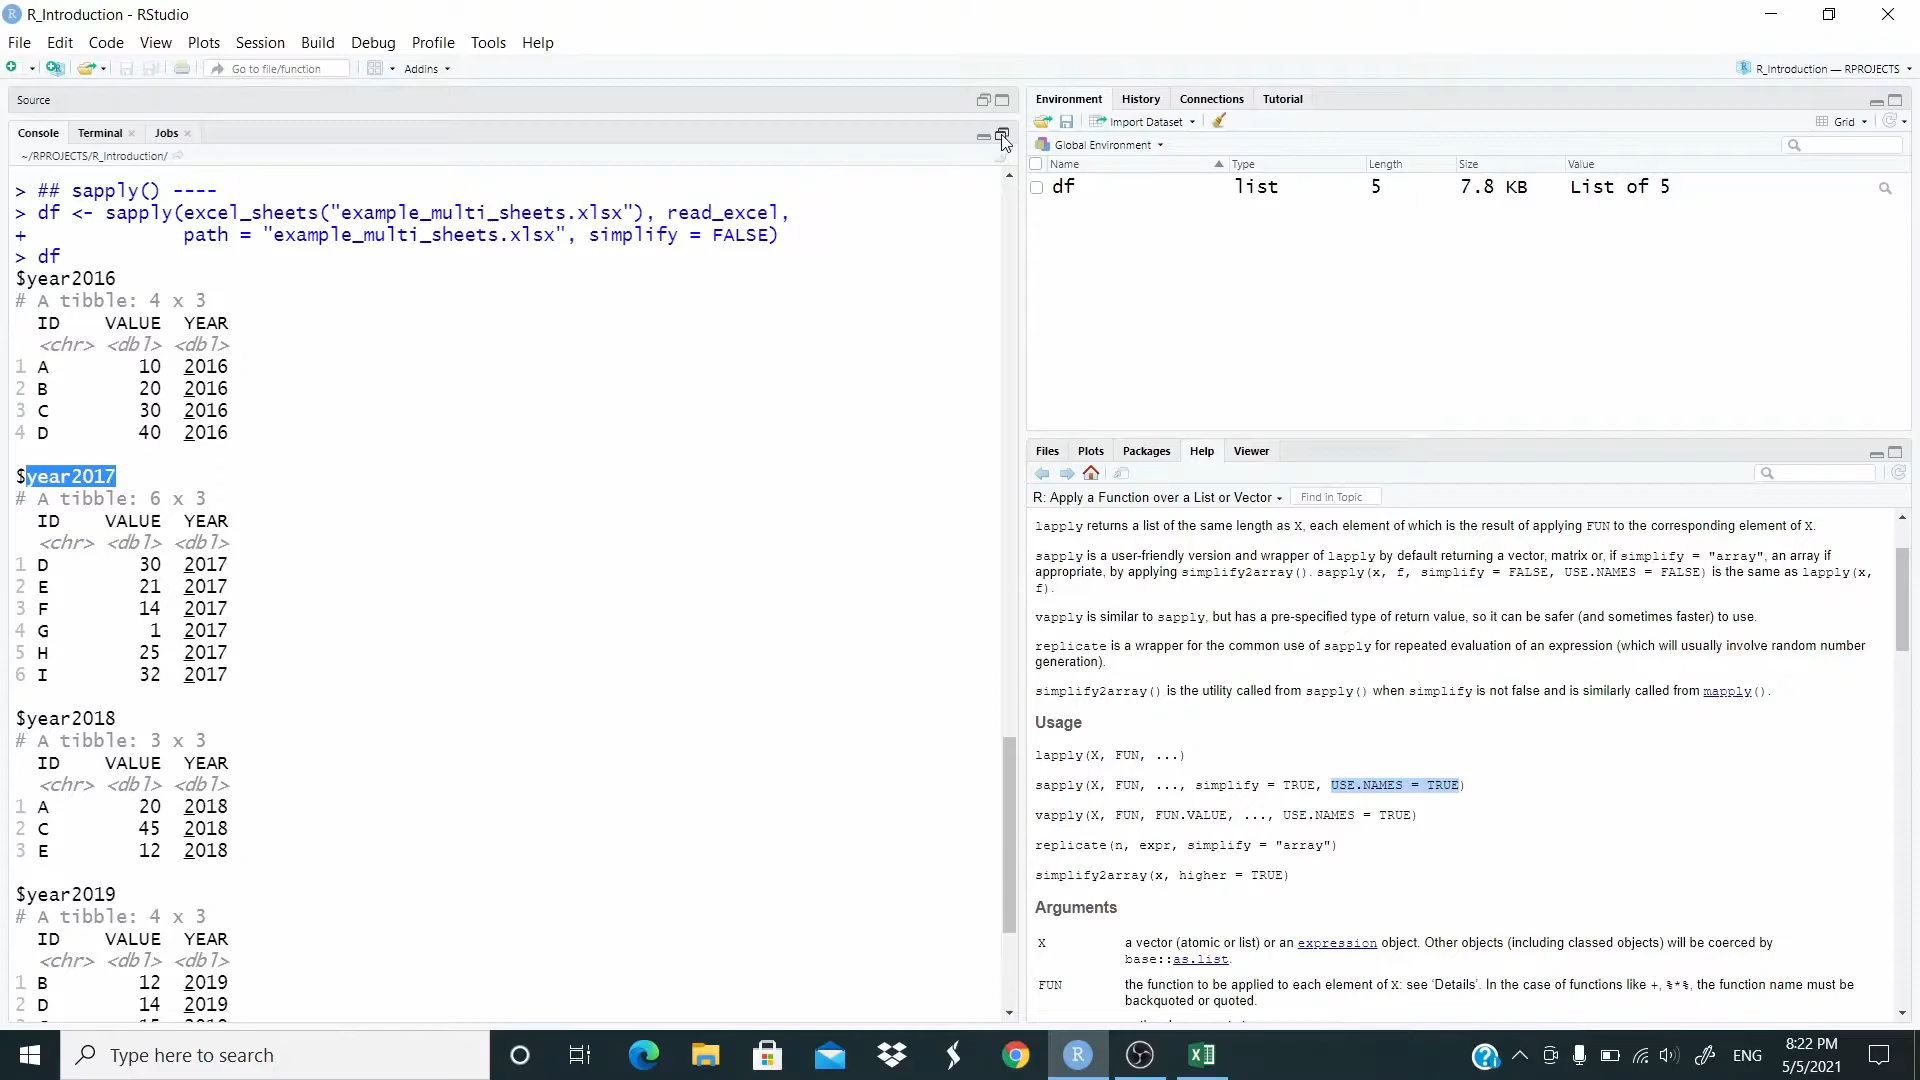 R_Introduction - RStudio
File Edit Code View Plots Session Build Debug Profile Tools Help
Go to file/function Addins R_Introduction — RPROJECTS
Source
Console Terminal Jobs
~/RPROJECTS/R_Introduction/
> ## sapply() ----
> df <- sapply(excel_sheets("example_multi_sheets.xlsx"), read_excel,
+ path = "example_multi_sheets.xlsx", simplify = FALSE)
> df
$year2016
# A tibble: 4 x 3
ID VALUE YEAR
<chr> <dbl> <dbl>
1 A 10 2016
2 B 20 2016
3 C 30 2016
4 D 40 2016
$year2017
# A tibble: 6 x 3
ID VALUE YEAR
<chr> <dbl> <dbl>
1 D 30 2017
2 E 21 2017
3 F 14 2017
4 G 1 2017
5 H 25 2017
6 I 32 2017
$year2018
# A tibble: 3 x 3
ID VALUE YEAR
<chr> <dbl> <dbl>
1 A 20 2018
2 C 45 2018
3 E 12 2018
$year2019
# A tibble: 4 x 3
ID VALUE YEAR
<chr> <dbl> <dbl>
1 B 12 2019
2 D 14 2019
Environment History Connections Tutorial
Import Dataset Grid
Global Environment
Name Type Length Size Value
df list 5 7.8 KB List of 5
Files Plots Packages Help Viewer
R: Apply a Function over a List or Vector Find in Topic
lapply returns a list of the same length as X, each element of which is the result of applying FUN to the corresponding element of X.
sapply is a user-friendly version and wrapper of lapply by default returning a vector, matrix or, if simplify = "array", an array if
appropriate, by applying simplify2array(). sapply(x, f, simplify = FALSE, USE.NAMES = FALSE) is the same as lapply(x,
f).
vapply is similar to sapply, but has a pre-specified type of return value, so it can be safer (and sometimes faster) to use.
replicate is a wrapper for the common use of sapply for repeated evaluation of an expression (which will usually involve random number
generation).
simplify2array() is the utility called from sapply() when simplify is not false and is similarly called from mapply().
Usage
lapply(X, FUN, ...)
sapply(X, FUN, ..., simplify = TRUE, USE.NAMES = TRUE)
vapply(X, FUN, FUN.VALUE, ..., USE.NAMES = TRUE)
replicate(n, expr, simplify = "array")
simplify2array(x, higher = TRUE)
Arguments
X a vector (atomic or list) or an expression object. Other objects (including classed objects) will be coerced by
base::as.list.
FUN the function to be applied to each element of X: see ‘Details’. In the case of functions like +, %*%, the function name must be
backquoted or quoted.
Type here to search
ENG
8:22 PM
5/5/2021